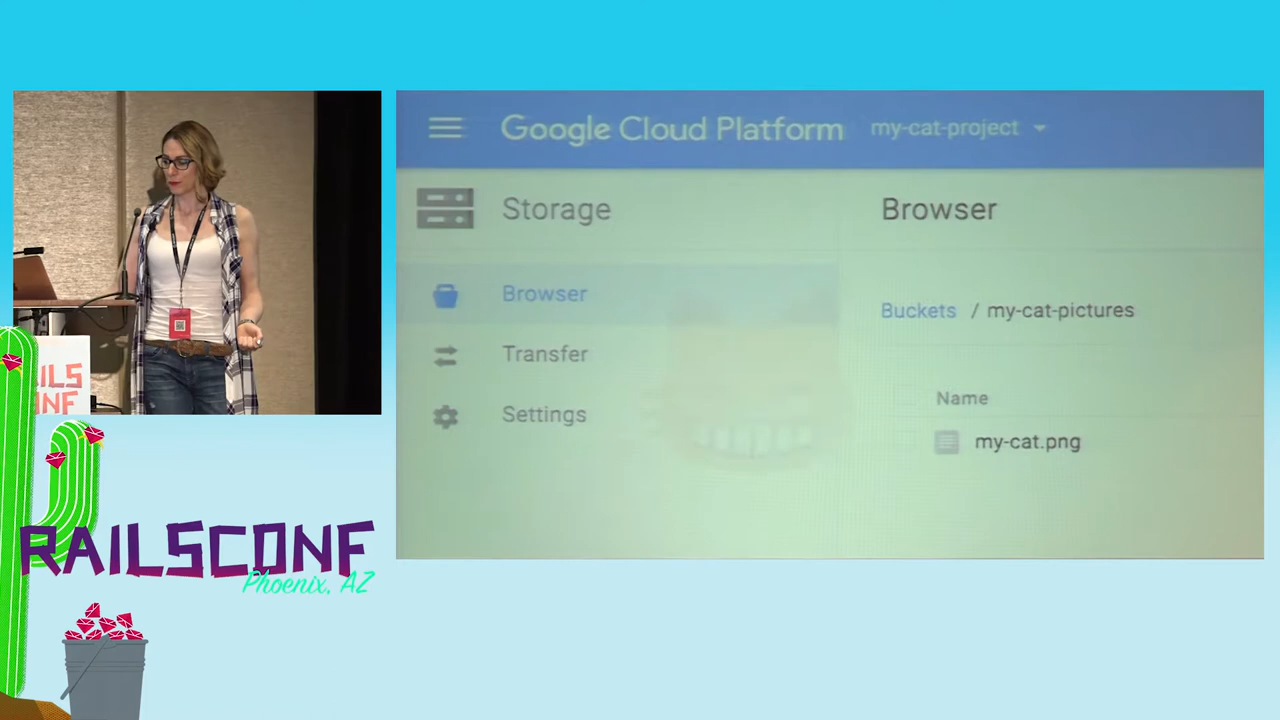 Google Cloud Platform my-cat-project
Storage
Browser
Browser
Transfer
Settings
Buckets / my-cat-pictures
Name
my-cat.png
RAILSCONF
Phoenix, AZ